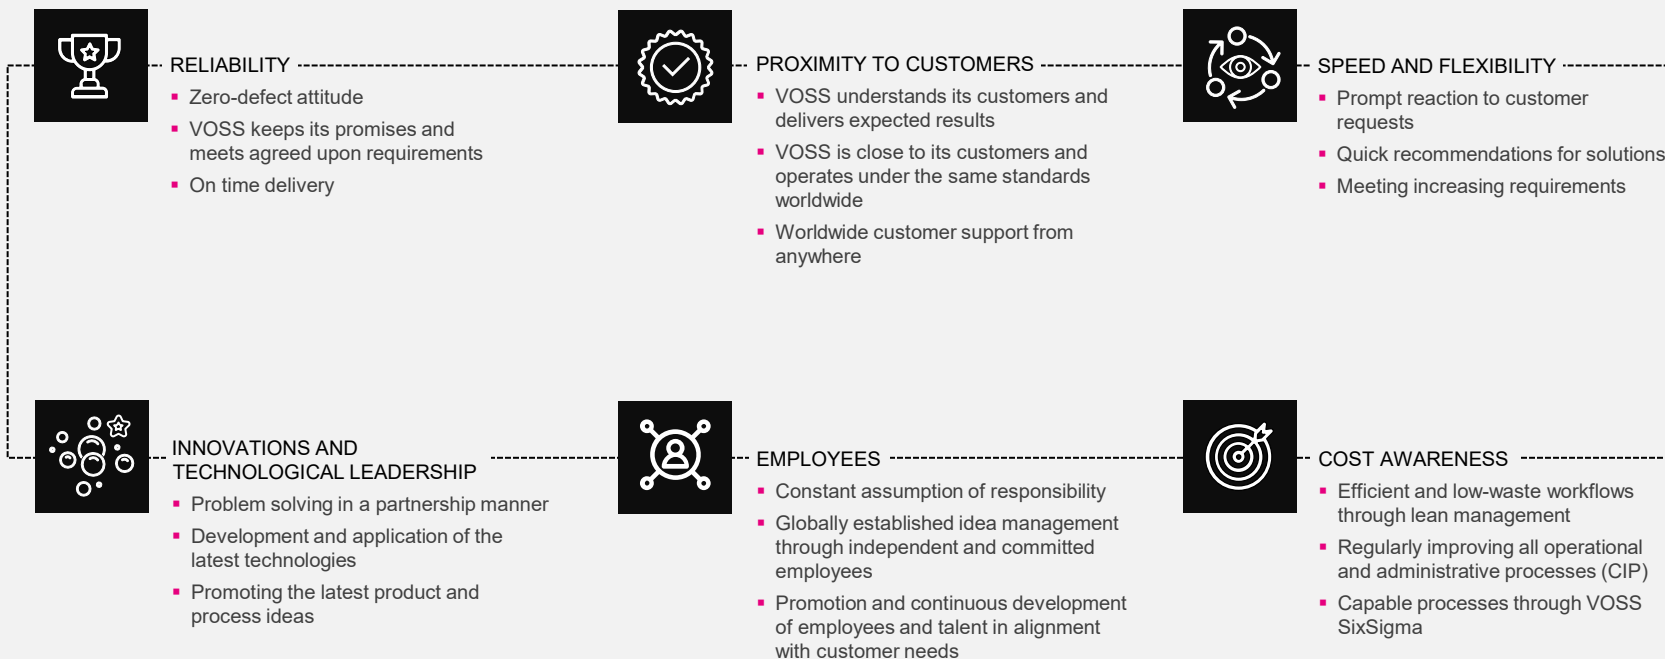 RELIABILITY
Zero-defect attitude
VOSS keeps its promises and
meets agreed upon requirements
On time delivery
PROXIMITY TO CUSTOMERS
VOSS understands its customers and
delivers expected results
VOSS is close to its customers and
operates under the same standards
worldwide
Worldwide customer support from
anywhere
SPEED AND FLEXIBILITY
Prompt reaction to customer
requests
Quick recommendations for solutions
Meeting increasing requirements
INNOVATIONS AND
TECHNOLOGICAL LEADERSHIP
Problem solving in a partnership manner
Development and application of the
latest technologies
Promoting the latest product and
process ideas
EMPLOYEES
Constant assumption of responsibility
Globally established idea management
through independent and committed
employees
Promotion and continuous development
of employees and talent in alignment
with customer needs
COST AWARENESS
Efficient and low-waste workflows
through lean management
Regularly improving all operational
and administrative processes (CIP)
Capable processes through VOSS
SixSigma